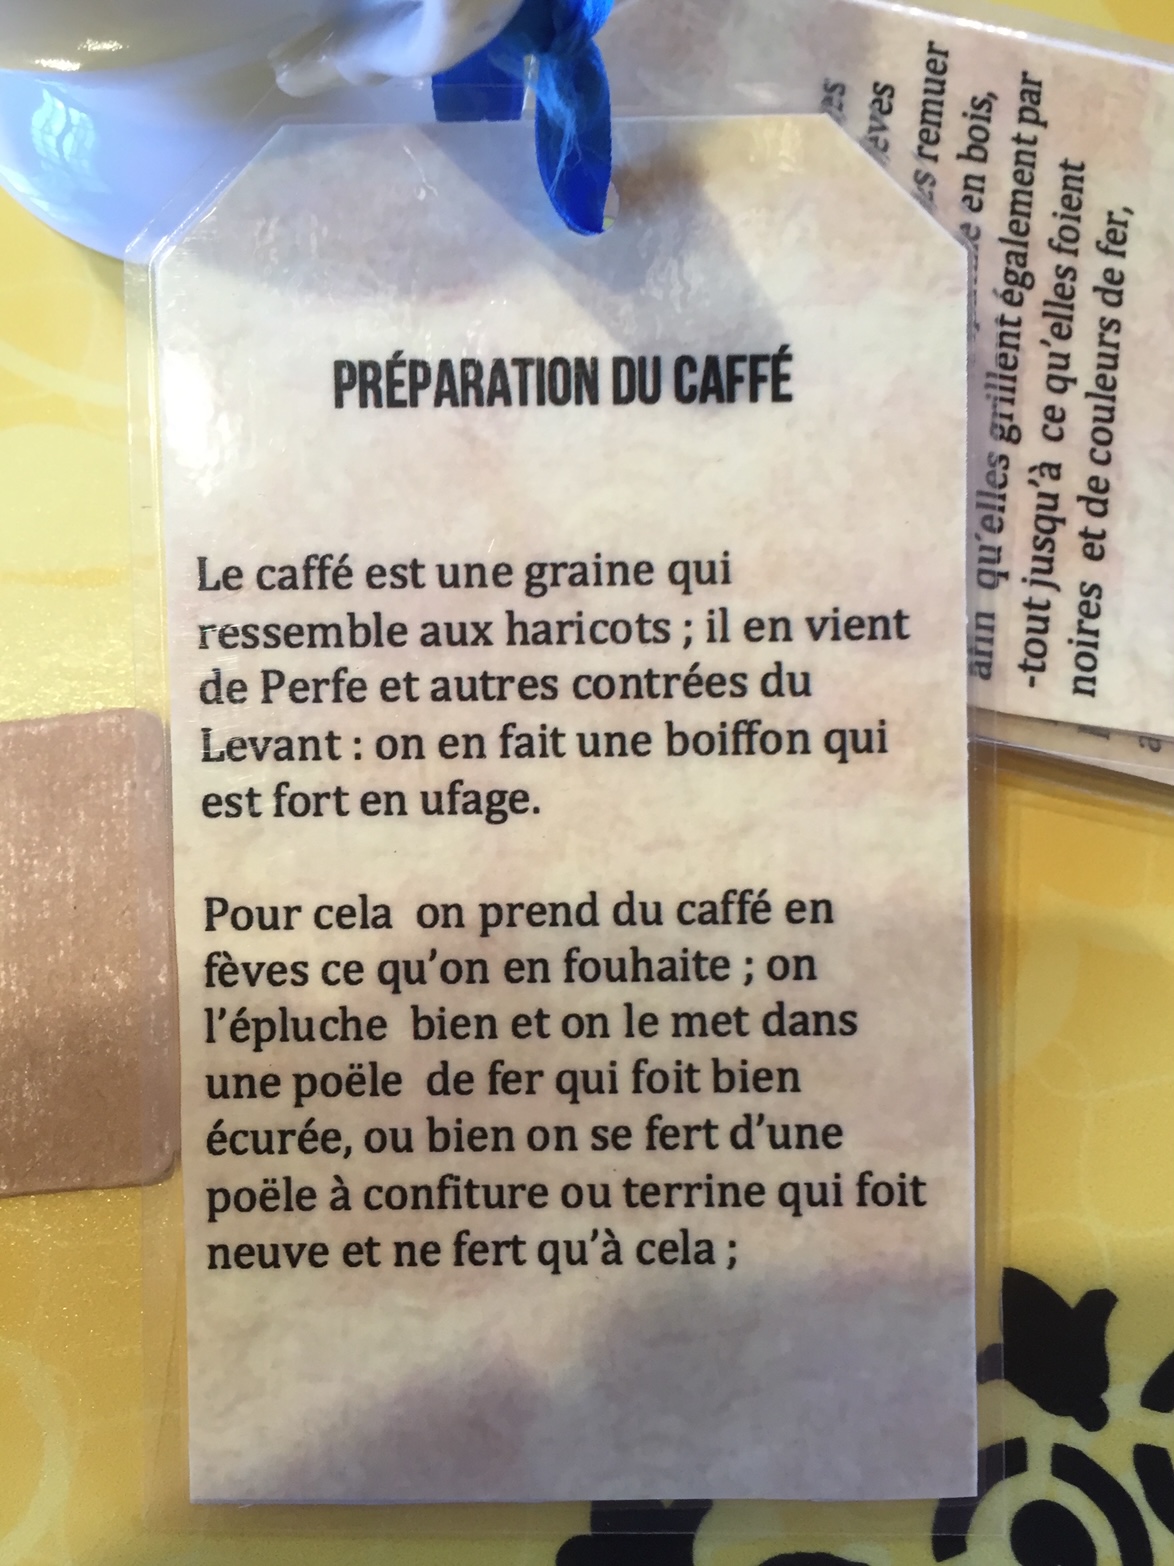 PRÉPARATION DU CAFFÉ
Le caffé est une graine qui
ressemble aux haricots ; il en vient
de Perfe et autres contrées du
Levant : on en fait une boiffon qui
est fort en ufage.
Pour cela on prend du caffé en
fèves ce qu'on en fouhaite ; on
l'épluche bien et on le met dans
une poële de fer qui foit bien
écurée, ou bien on se fert d'une
poële à confiture ou terrine qui foit
neuve et ne fert qu'à cela ;
remuer
en bois,
afin qu'elles grillent également par
-tout jusqu'à ce qu'elles foient
noires et de couleurs de fer,